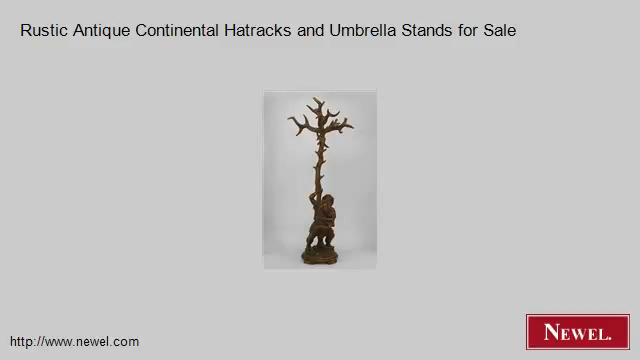 Rustic Antique Continental Hatracks and Umbrella Stands for Sale
http://www.newel.com
NEWEL.